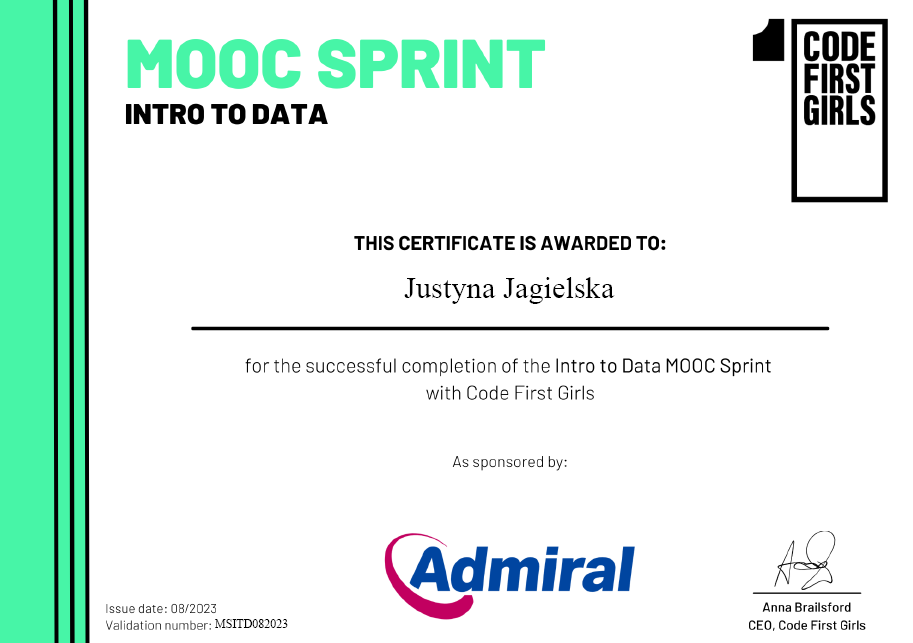 MOOC SPRINT
INTRO TO DATA
1
CODE
FIRST
GIRLS
THIS CERTIFICATE IS AWARDED TO:
Justyna Jagielska
for the successful completion of the Intro to Data MOOC Sprint
with Code First Girls
As sponsored by:
Admiral
Issue date: 08/2023
Validation number: MSITD082023
Anna Brailsford
CEO, Code First Girls